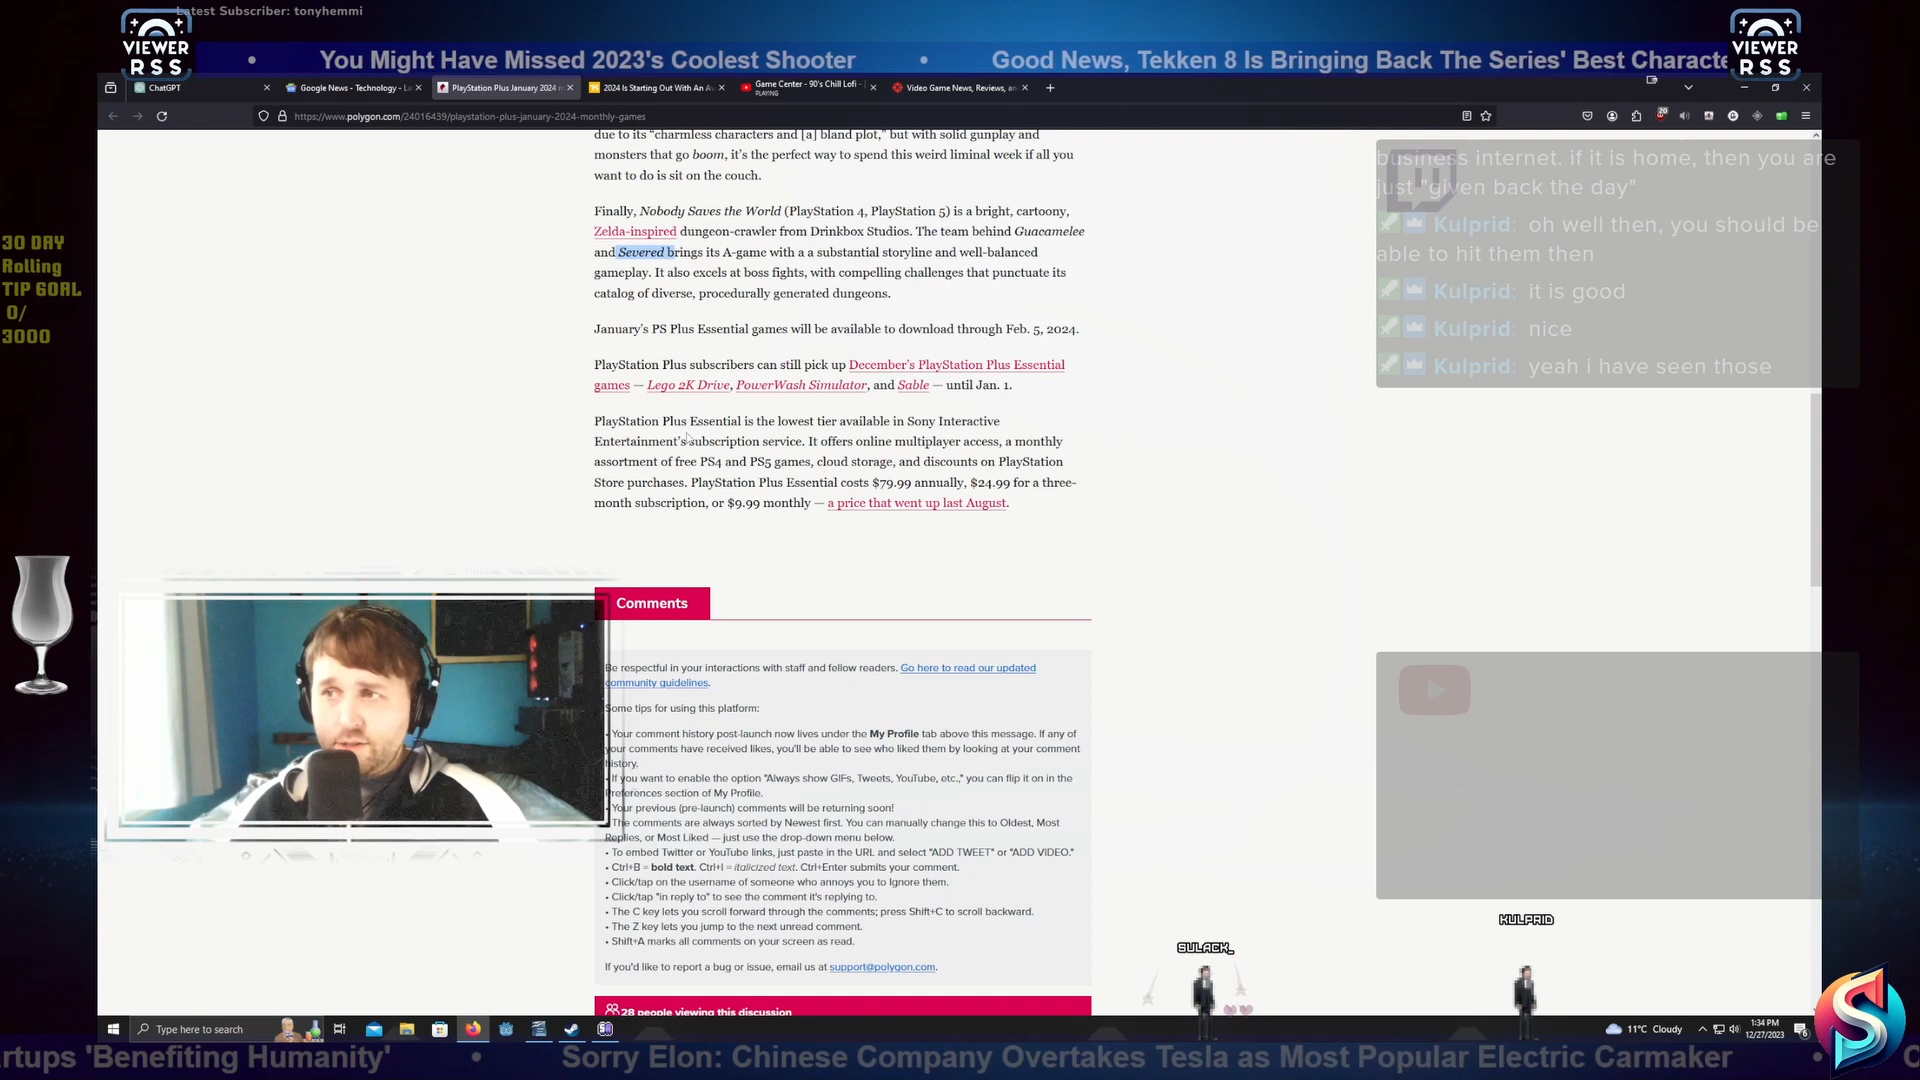 Latest Subscriber: tonyhemmi
VIEWER
RSS
• You Might Have Missed 2023's Coolest Shooter • Good News, Tekken 8 Is Bringing Back The Series' Best Characte
VIEWER
RSS
ChatGPT
Google News - Technology - La
PlayStation Plus January 2024 m
2024 Is Starting Out With An Av
Game Center - 90's Chill Lofi -
PLAYING
Video Game News, Reviews, an
https://www.polygon.com/24016439/playstation-plus-january-2024-monthly-games
20
due to its “charmless characters and [a] bland plot,” but with solid gunplay and
monsters that go boom, it’s the perfect way to spend this weird liminal week if all you
want to do is sit on the couch.
Finally, Nobody Saves the World (PlayStation 4, PlayStation 5) is a bright, cartoony,
Zelda-inspired dungeon-crawler from Drinkbox Studios. The team behind Guacamelee
and Severed brings its A-game with a a substantial storyline and well-balanced
gameplay. It also excels at boss fights, with compelling challenges that punctuate its
catalog of diverse, procedurally generated dungeons.
January’s PS Plus Essential games will be available to download through Feb. 5, 2024.
PlayStation Plus subscribers can still pick up December’s PlayStation Plus Essential
games — Lego 2K Drive, PowerWash Simulator, and Sable — until Jan. 1.
PlayStation Plus Essential is the lowest tier available in Sony Interactive
Entertainment’s subscription service. It offers online multiplayer access, a monthly
assortment of free PS4 and PS5 games, cloud storage, and discounts on PlayStation
Store purchases. PlayStation Plus Essential costs $79.99 annually, $24.99 for a three-
month subscription, or $9.99 monthly — a price that went up last August.
30 DAY
Rolling
TIP GOAL
0/
3000
business internet. if it is home, then you are
just "given back the day"
Kulprid: oh well then, you should be
able to hit them then
Kulprid: it is good
Kulprid: nice
Kulprid: yeah i have seen those
Comments
Be respectful in your interactions with staff and fellow readers. Go here to read our updated
community guidelines.
Some tips for using this platform:
• Your comment history post-launch now lives under the My Profile tab above this message. If any of
your comments have received likes, you'll be able to see who liked them by looking at your comment
history.
• If you want to enable the option "Always show GIFs, Tweets, YouTube, etc.," you can flip it on in the
Preferences section of My Profile.
• Your previous (pre-launch) comments will be returning soon!
• The comments are always sorted by Newest first. You can manually change this to Oldest, Most
Replies, or Most Liked — just use the drop-down menu below.
• To embed Twitter or YouTube links, just paste in the URL and select "ADD TWEET" or "ADD VIDEO."
• Ctrl+B = bold text. Ctrl+I = italicized text. Ctrl+Enter submits your comment.
• Click/tap on the username of someone who annoys you to Ignore them.
• Click/tap "in reply to" to see the comment it's replying to.
• The C key lets you scroll forward through the comments; press Shift+C to scroll backward.
• The Z key lets you jump to the next unread comment.
• Shift+A marks all comments on your screen as read.
If you'd like to report a bug or issue, email us at support@polygon.com.
28 people viewing this discussion
SULACK_
KULPRID
Type here to search
11°C Cloudy
1:34 PM
12/27/2023
artups 'Benefiting Humanity' • Sorry Elon: Chinese Company Overtakes Tesla as Most Popular Electric Carmaker •